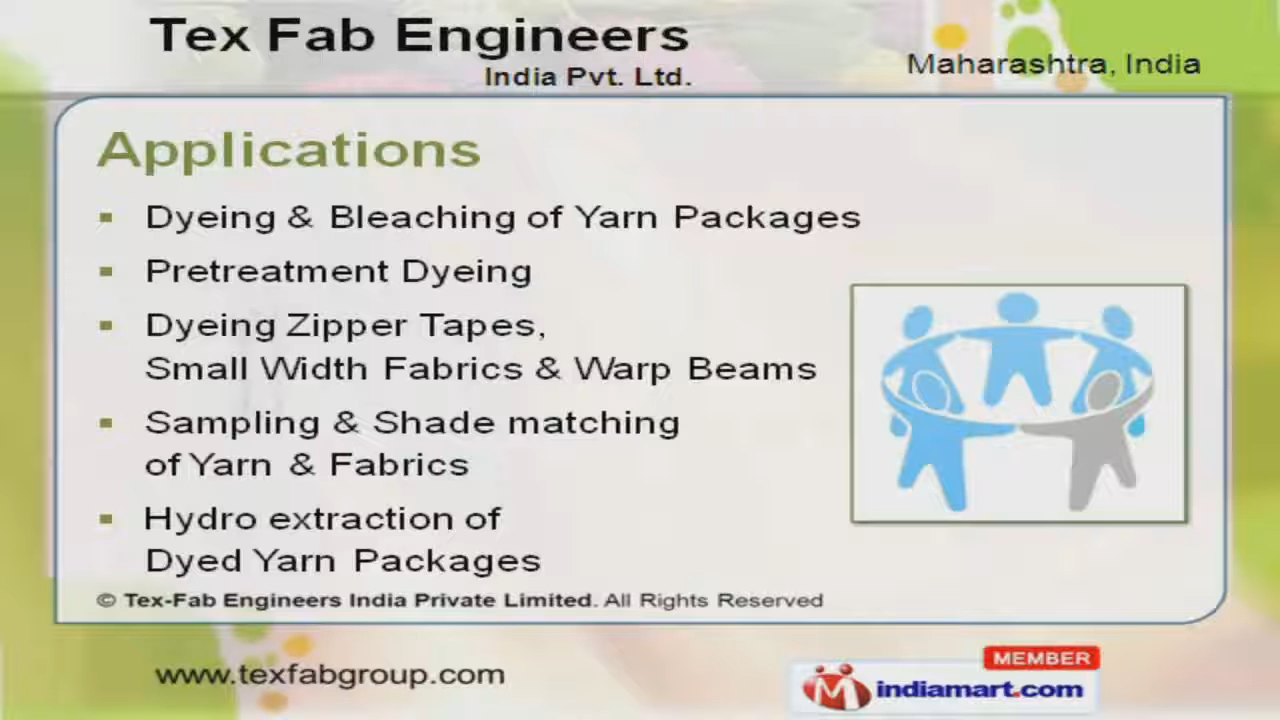 Tex Fab Engineers
India Pvt. Ltd.
Maharashtra, India
Applications
Dyeing & Bleaching of Yarn Packages
Pretreatment Dyeing
Dyeing Zipper Tapes,
Small Width Fabrics & Warp Beams
Sampling & Shade matching
of Yarn & Fabrics
Hydro extraction of
Dyed Yarn Packages
© Tex-Fab Engineers India Private Limited. All Rights Reserved
www.texfabgroup.com
MEMBER
indiamart.com